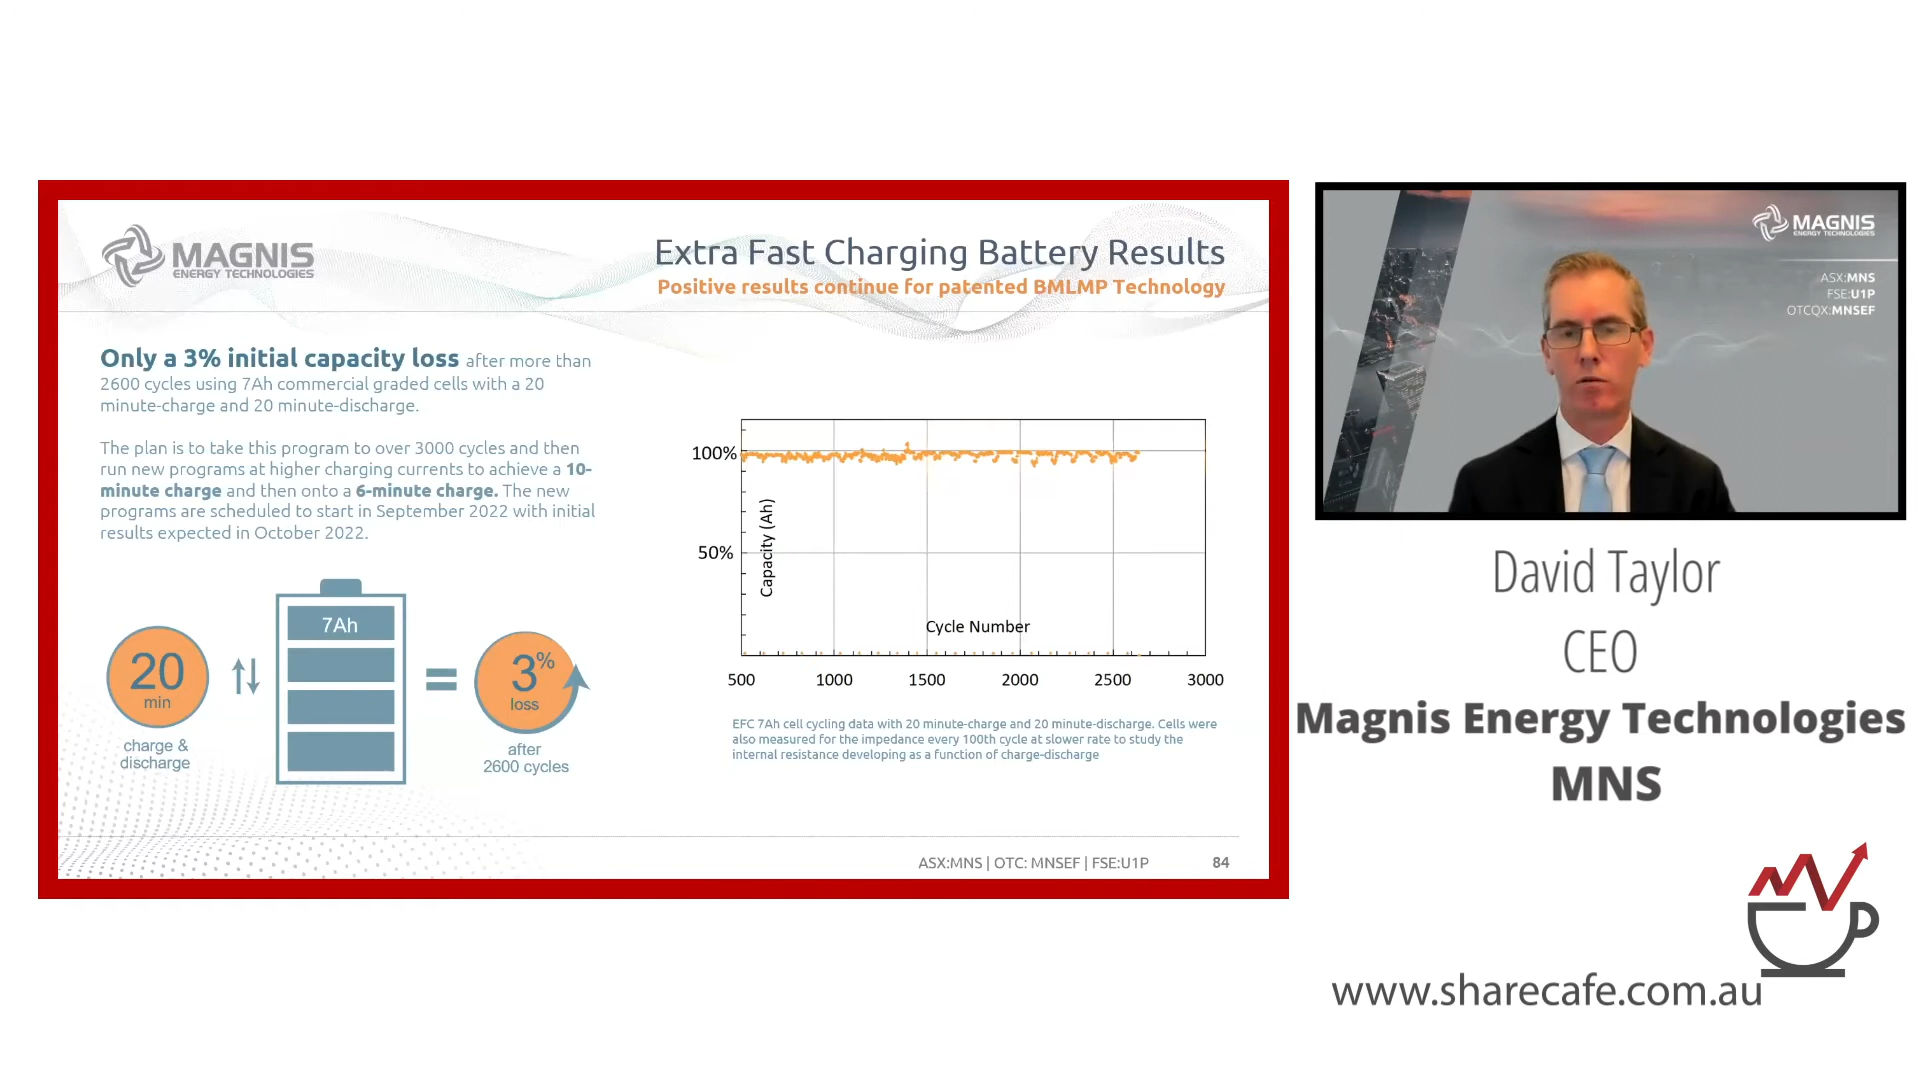 MAGNIS
ENERGY TECHNOLOGIES
Extra Fast Charging Battery Results
Positive results continue for patented BMLMP Technology
Only a 3% initial capacity loss after more than
2600 cycles using 7Ah commercial graded cells with a 20
minute-charge and 20 minute-discharge.
The plan is to take this program to over 3000 cycles and then
run new programs at higher charging currents to achieve a 10-
minute charge and then onto a 6-minute charge. The new
programs are scheduled to start in September 2022 with initial
results expected in October 2022.
7Ah
20
min
charge &
discharge
=
3%
loss
after
2600 cycles
100%
50%
Capacity (Ah)
Cycle Number
500 1000 1500 2000 2500 3000
EFC 7Ah cell cycling data with 20 minute-charge and 20 minute-discharge. Cells were
also measured for the impedance every 100th cycle at slower rate to study the
internal resistance developing as a function of charge-discharge
ASX:MNS | OTC: MNSEF | FSE:U1P 84
MAGNIS
ENERGY TECHNOLOGIES
ASX:MNS
FSE:U1P
OTCQX:MNSEF
David Taylor
CEO
Magnis Energy Technologies
MNS
www.sharecafe.com.au